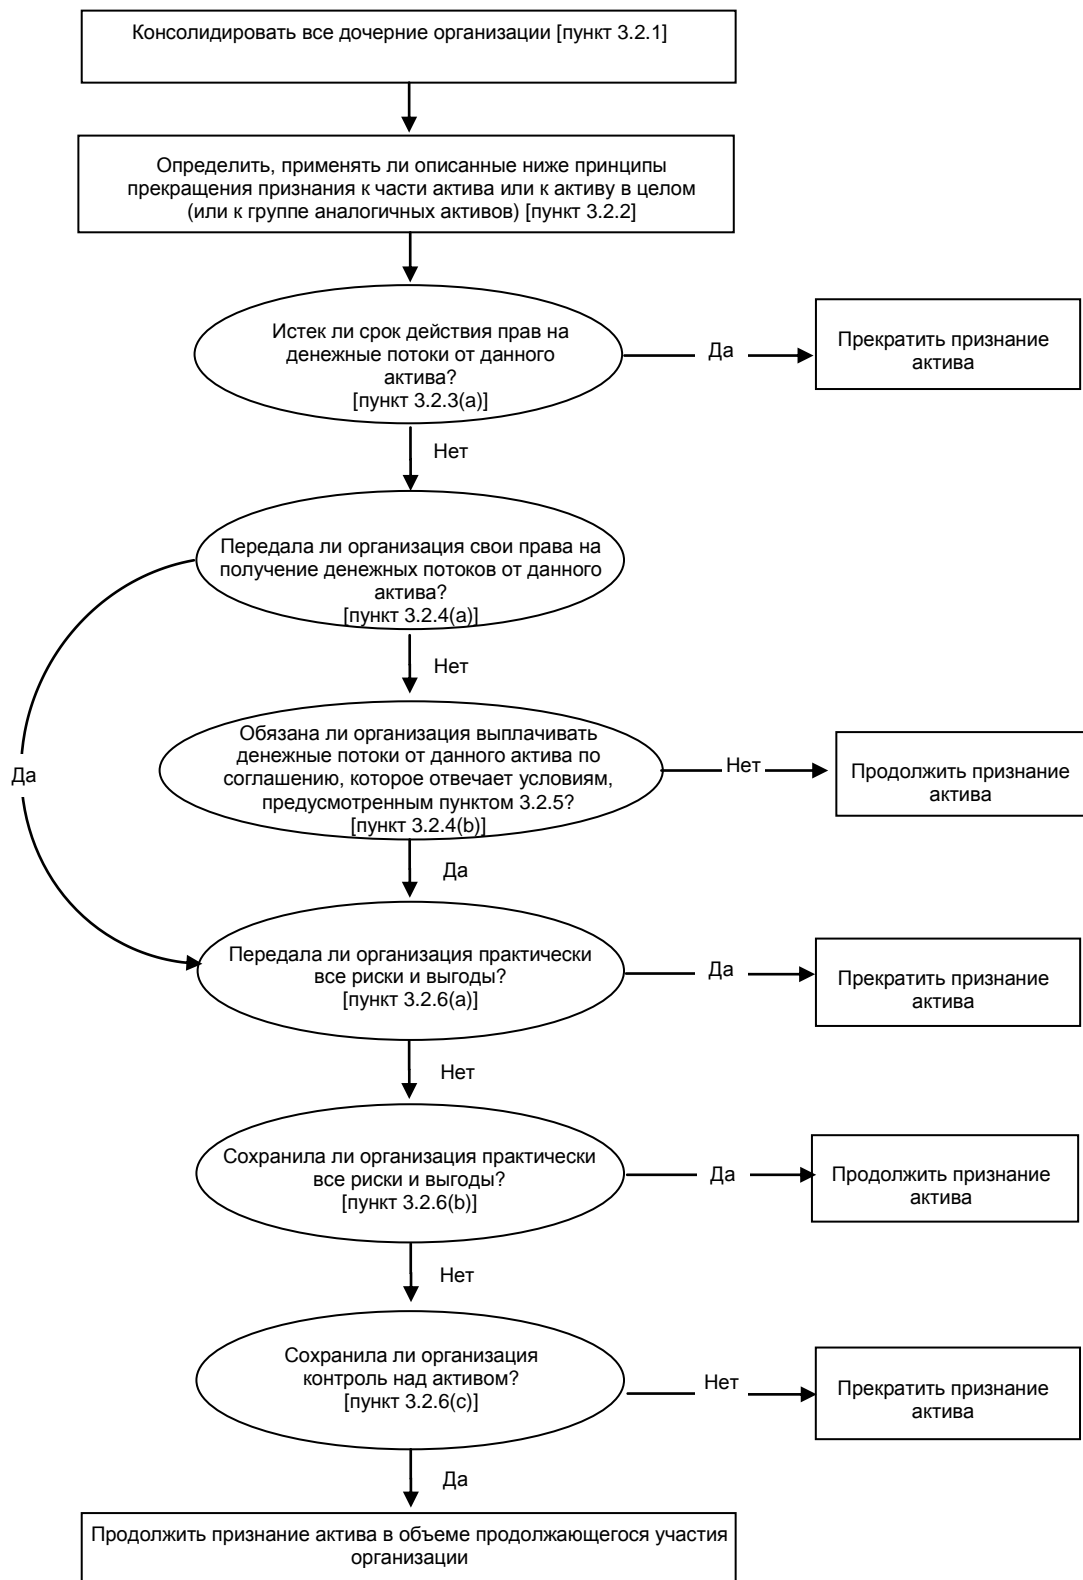 Консолидировать все дочерние организации [пункт 3.2.1]
Определить, применять ли описанные ниже принципы
прекращения признания к части актива или к активу в целом
(или к группе аналогичных активов) [пункт 3.2.2]
Истек ли срок действия прав на
денежные потоки от данного
актива?
[пункт 3.2.3(a)]
Да
Прекратить признание
актива
Нет
Передала ли организация свои права на
получение денежных потоков от данного
актива?
[пункт 3.2.4(a)]
Нет
Да
Обязана ли организация выплачивать
денежные потоки от данного актива по
соглашению, которое отвечает условиям,
предусмотренным пунктом 3.2.5?
[пункт 3.2.4(b)]
Нет
Продолжить признание
актива
Да
Передала ли организация практически
все риски и выгоды?
[пункт 3.2.6(a)]
Да
Прекратить признание
актива
Нет
Сохранила ли организация практически
все риски и выгоды?
[пункт 3.2.6(b)]
Да
Продолжить признание
актива
Нет
Сохранила ли организация
контроль над активом?
[пункт 3.2.6(c)]
Нет
Прекратить признание
актива
Да
Продолжить признание актива в объеме продолжающегося участия
организации